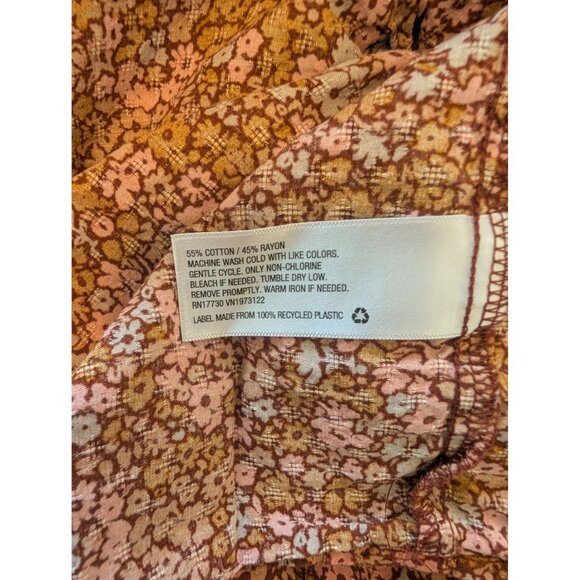 55% COTTON / 45% RAYON
MACHINE WASH COLD WITH LIKE COLORS.
GENTLE CYCLE. ONLY NON-CHLORINE
BLEACH IF NEEDED. TUMBLE DRY LOW.
REMOVE PROMPTLY. WARM IRON IF NEEDED.
RN17730 VN1973122
LABEL MADE FROM 100% RECYCLED PLASTIC